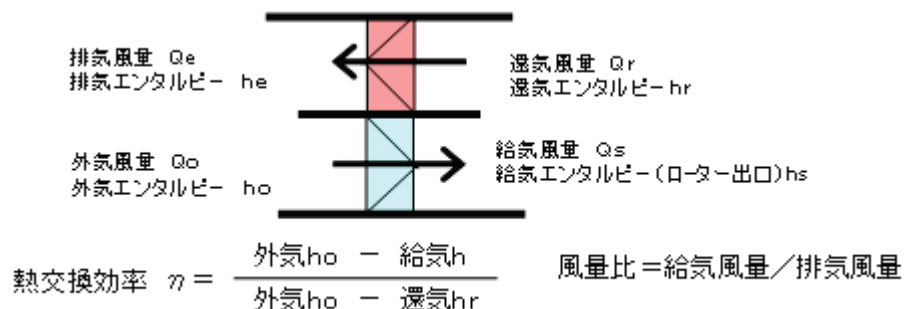 排気風量 Qe
排気エンタルピー he
還気風量 Qr
還気エンタルピーhr
外気風量 Qo
外気エンタルピー ho
給気風量 Qs
給気エンタルピー(ローター出口)hs
熱交換効率 η = 外気ho - 給気h
外気ho - 還気hr
風量比=給気風量/排気風量